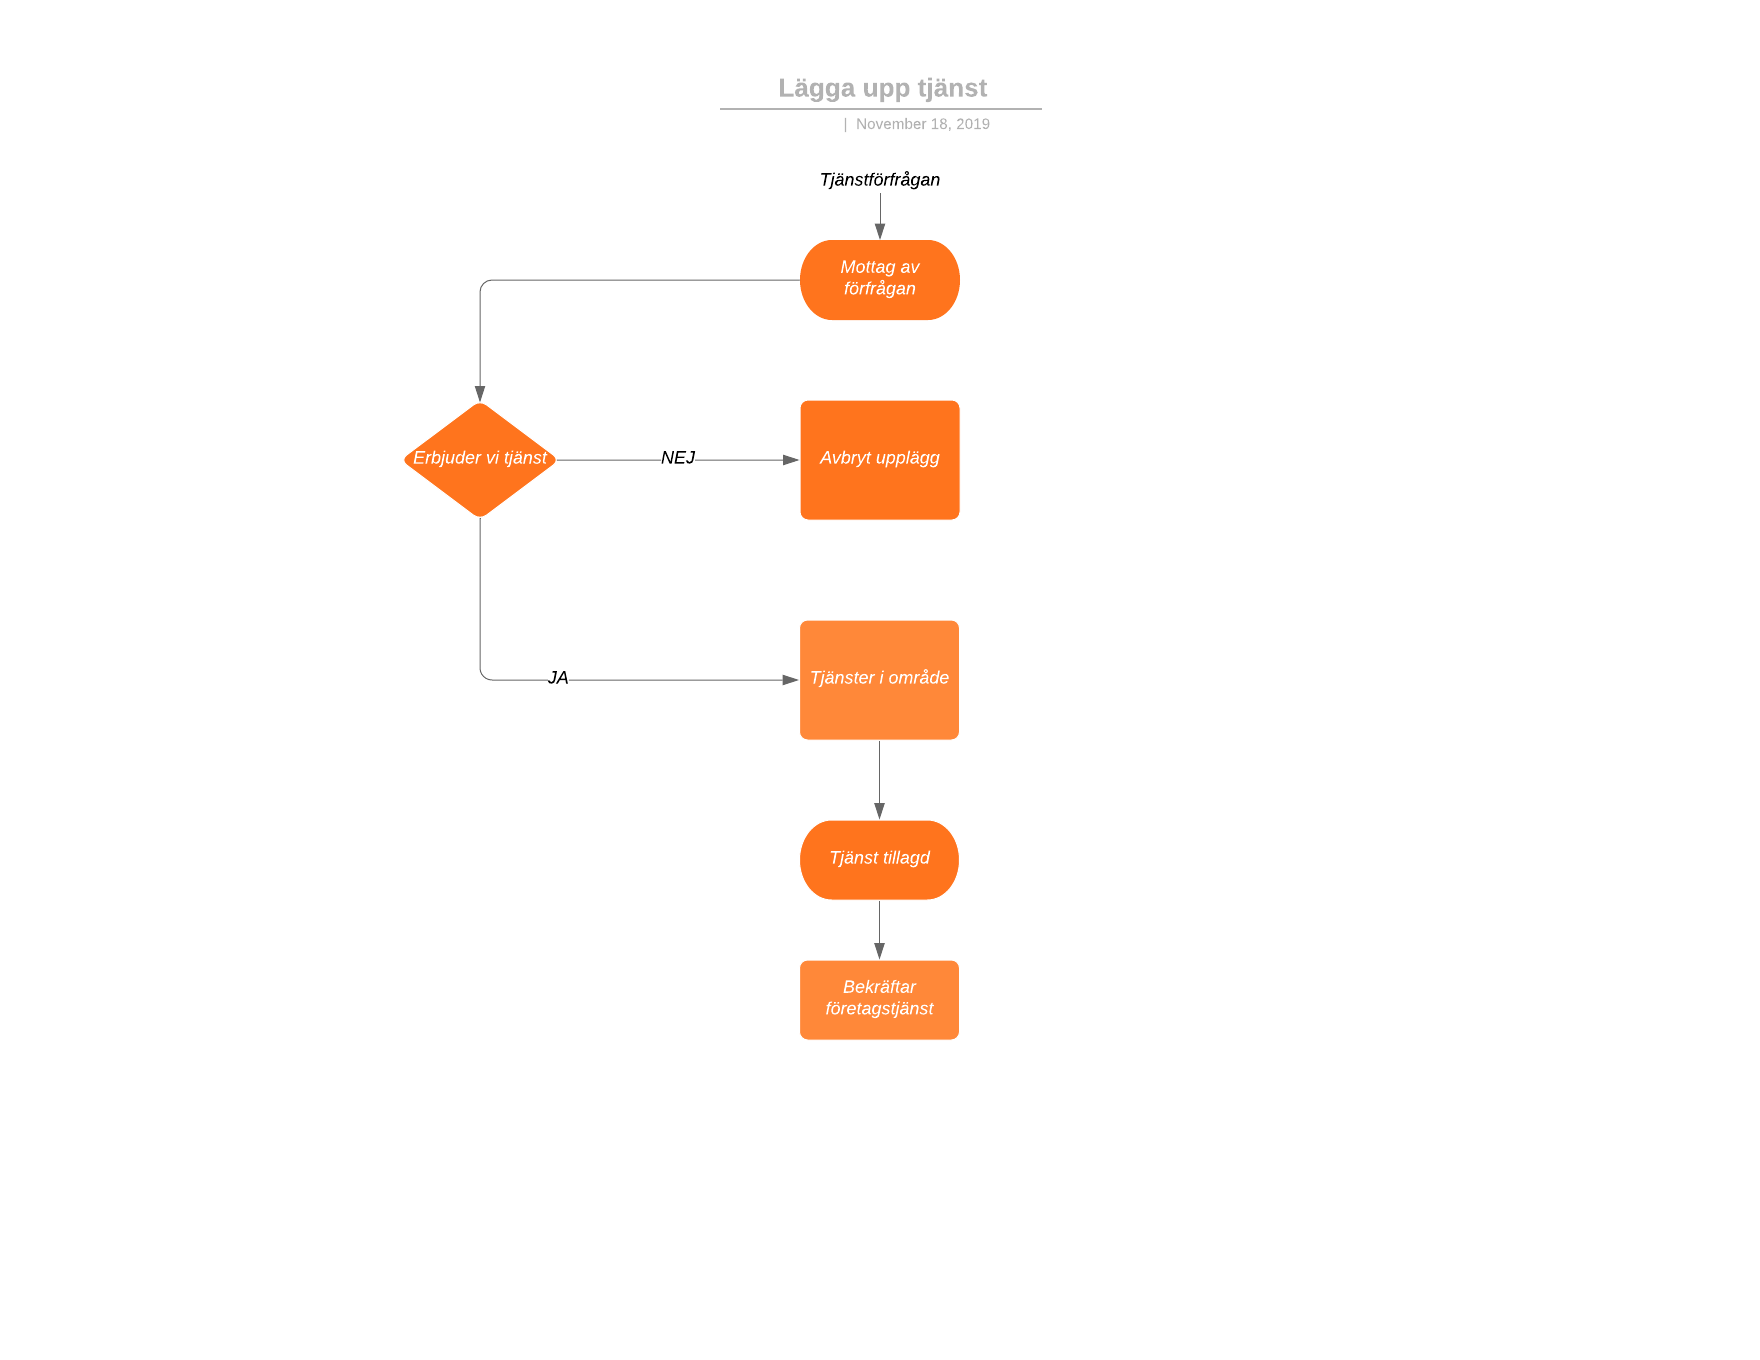 Lägga upp tjänst
| November 18, 2019
Tjänstförfrågan
Mottag av
förfrågan
Erbjuder vi tjänst
NEJ
Avbryt upplägg
JA
Tjänster i område
Tjänst tillagd
Bekräftar
företagstjänst